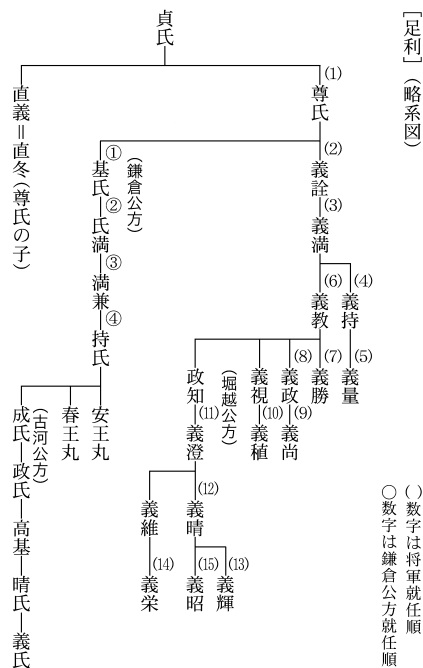 ［足利］（略系図）
（ ）数字は将軍就任順
○数字は鎌倉公方就任順
貞氏
(1)
尊氏
直義＝直冬（尊氏の子）
(2)
義詮
(3)
義満
(4)
義持
(5)
義量
(6)
義教
(7)
義勝
(8)
義政
(9)
義尚
義視
(10)
義稙
政知
（堀越公方）
(11)
義澄
(12)
義晴
義維
(13)
義輝
(15)
義昭
(14)
義栄
①
基氏
（鎌倉公方）
②
氏満
③
満兼
④
持氏
安王丸
春王丸
成氏―政氏―高基―晴氏―義氏
（古河公方）